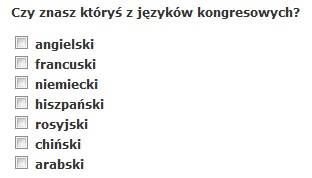 Czy znasz któryś z języków kongresowych?
angielski
francuski
niemiecki
hiszpański
rosyjski
chiński
arabski